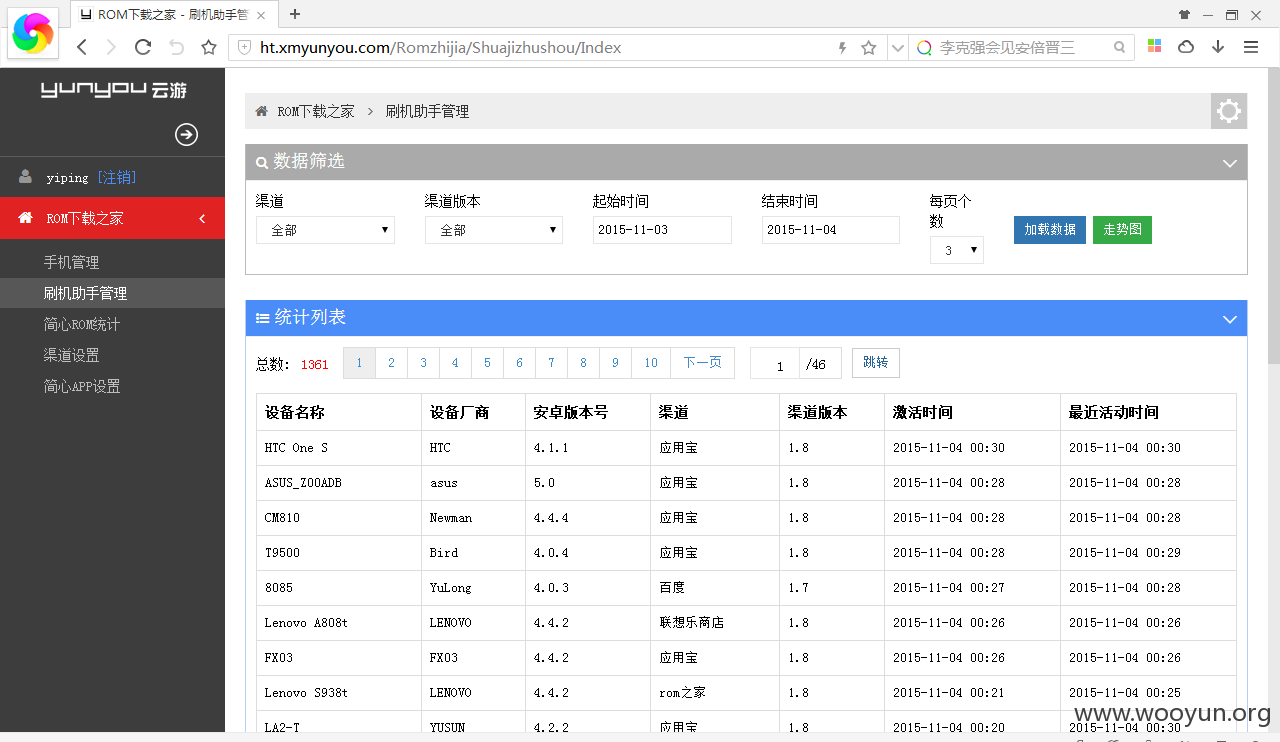 ROM下载之家 - 刷机助手管
ht.xmyunyou.com/Romzhijia/Shuajizhushou/Index
李克强会见安倍晋三
yunyou 云游
yiping [注销]
ROM下载之家
手机管理
刷机助手管理
简心ROM统计
渠道设置
简心APP设置
ROM下载之家 > 刷机助手管理
数据筛选
渠道 渠道版本 起始时间 结束时间 每页个数
全部 全部 2015-11-03 2015-11-04 3 加载数据 走势图
统计列表
总数: 1361 1 2 3 4 5 6 7 8 9 10 下一页 1 /46 跳转
设备名称 设备厂商 安卓版本号 渠道 渠道版本 激活时间 最近活动时间
HTC One S HTC 4.1.1 应用宝 1.8 2015-11-04 00:30 2015-11-04 00:30
ASUS_Z00ADB asus 5.0 应用宝 1.8 2015-11-04 00:28 2015-11-04 00:28
CM810 Newman 4.4.4 应用宝 1.8 2015-11-04 00:28 2015-11-04 00:28
T9500 Bird 4.0.4 应用宝 1.8 2015-11-04 00:28 2015-11-04 00:29
8085 YuLong 4.0.3 百度 1.7 2015-11-04 00:27 2015-11-04 00:28
Lenovo A808t LENOVO 4.4.2 联想乐商店 1.8 2015-11-04 00:26 2015-11-04 00:26
FX03 FX03 4.4.2 应用宝 1.8 2015-11-04 00:26 2015-11-04 00:26
Lenovo S938t LENOVO 4.4.2 rom之家 1.8 2015-11-04 00:21 2015-11-04 00:25
LA2-T YUSUN 4.2.2 应用宝 1.8 2015-11-04 00:20 2015-11-04 00:30
www.wooyun.org